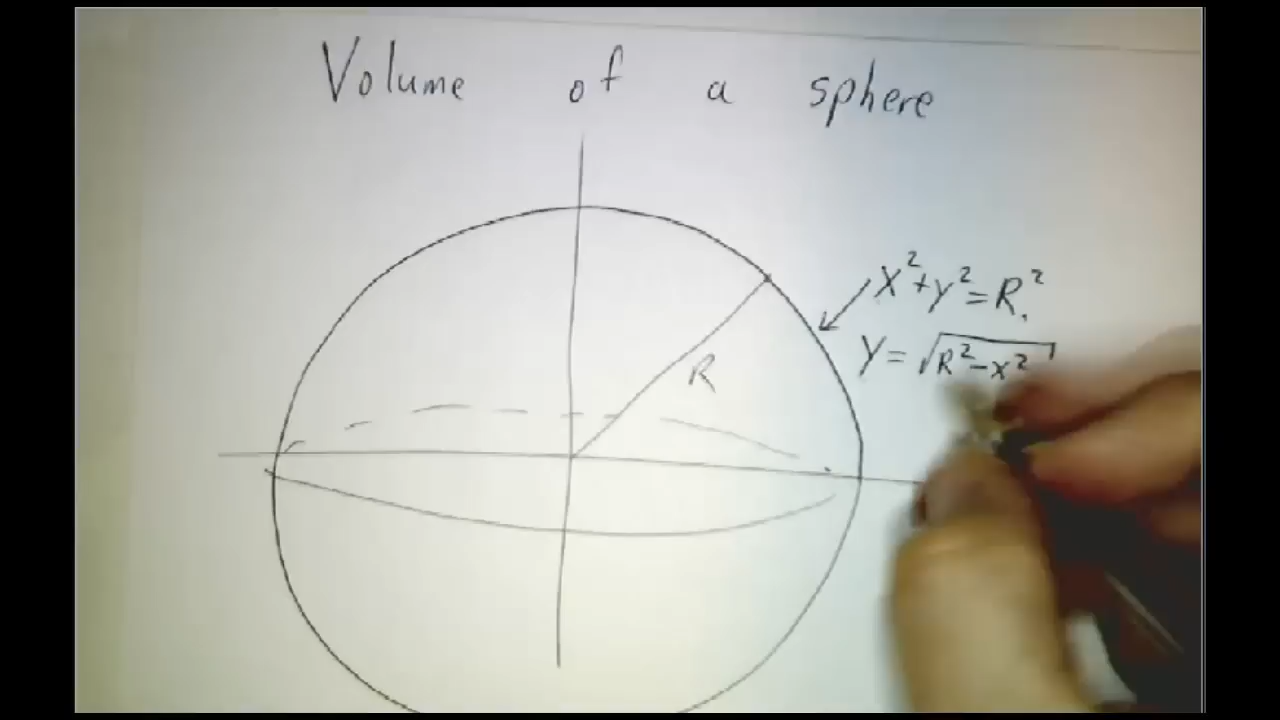 Volume of a sphere
x²+y²=R²
y=√R²-x²
R